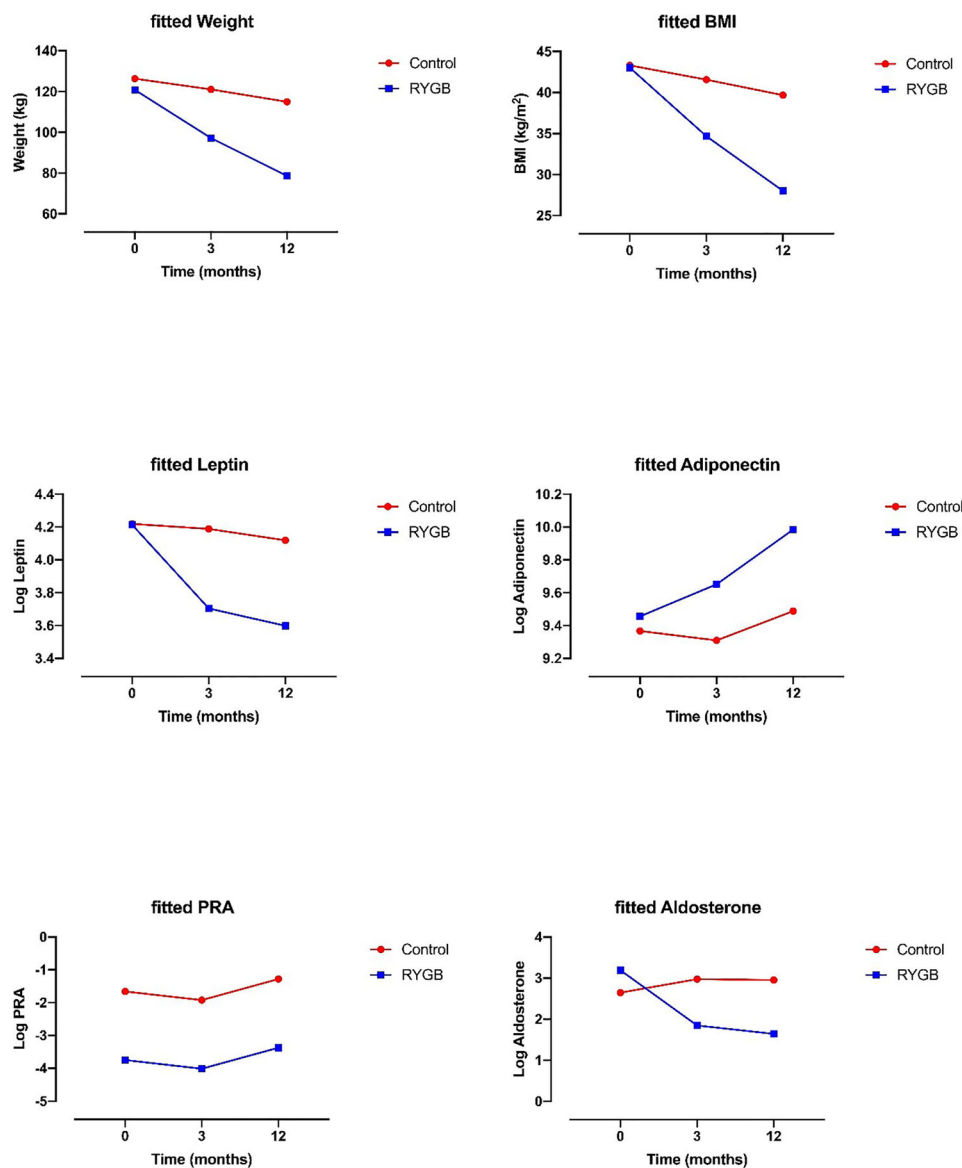 fitted Weight
140
120
100
80
60
Weight (kg)
0 3 12
Time (months)
Control
RYGB
fitted BMI
45
40
35
30
25
BMI (kg/m²)
0 3 12
Time (months)
Control
RYGB
fitted Leptin
4.4
4.2
4.0
3.8
3.6
3.4
Log Leptin
0 3 12
Time (months)
Control
RYGB
fitted Adiponectin
10.2
10.0
9.8
9.6
9.4
9.2
Log Adiponectin
0 3 12
Time (months)
Control
RYGB
fitted PRA
0
-1
-2
-3
-4
-5
Log PRA
0 3 12
Time (months)
Control
RYGB
fitted Aldosterone
4
3
2
1
0
Log Aldosterone
0 3 12
Time (months)
Control
RYGB